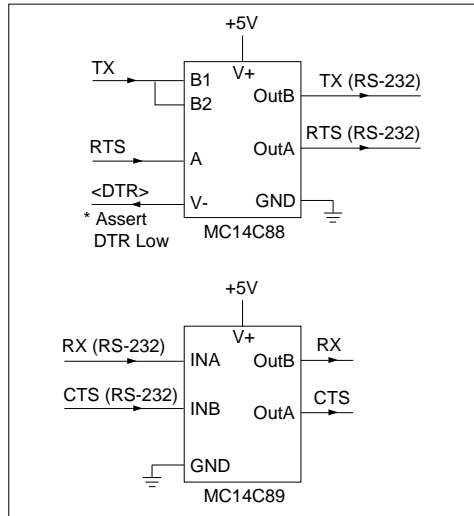 +5V
TX
B1
V+
TX (RS-232)
OutB
B2
RTS
A
OutA
RTS (RS-232)
<DTR>
V-
GND
* Assert
DTR Low
MC14C88
+5V
V+
RX (RS-232)
INA
OutB
RX
CTS (RS-232)
INB
OutA
CTS
GND
MC14C89